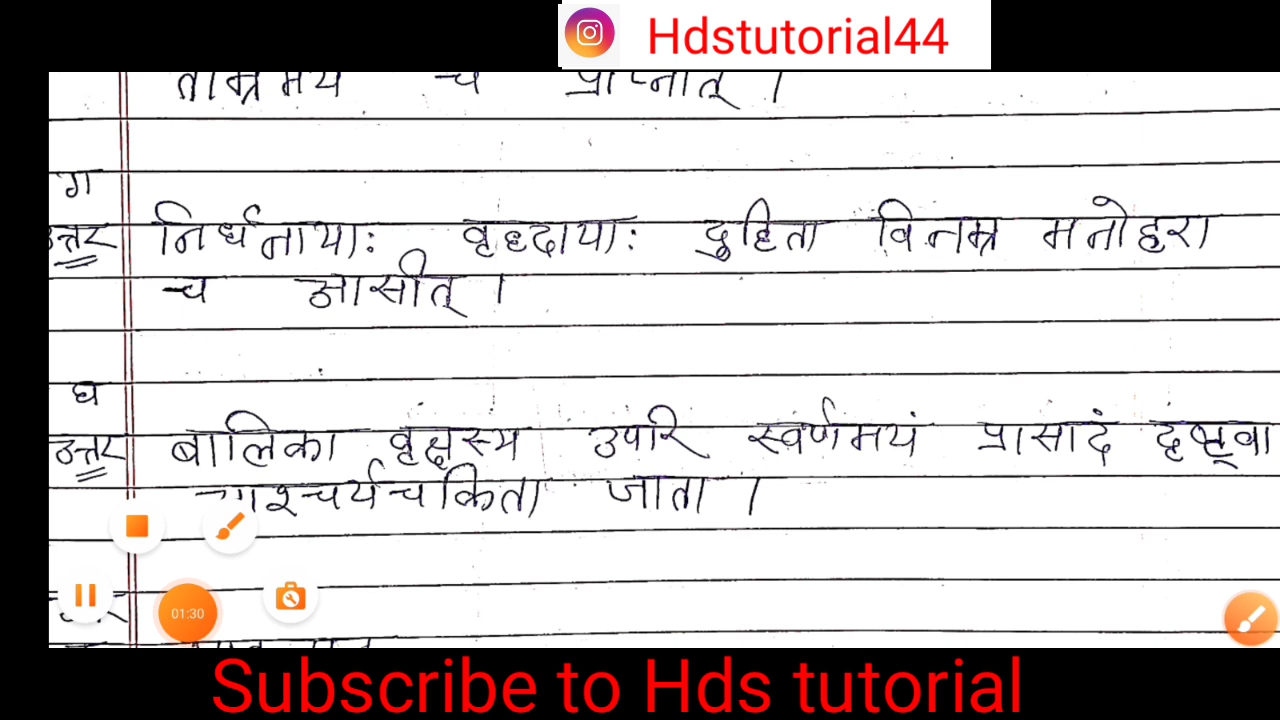 Hdstutorial44
ताम्रमयं च प्राप्नोत् ।
ग
उत्तर निर्धनायाः वृद्दायाः दुहिता विनम्र मनोहरा
च आसीत् ।
घ
उत्तर बालिका वृक्षस्य उपरि स्वर्णमयं प्रासादं दृष्ट्वा
आश्चर्यचकिता जाता ।
01:30
Subscribe to Hds tutorial